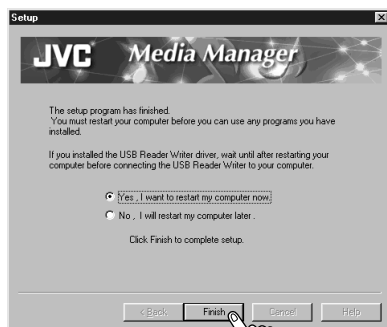 Setup
JVC Media Manager
The setup program has finished.
You must restart your computer before you can use any programs you have
installed.
If you installed the USB Reader Writer driver, wait until after restarting your
computer before connecting the USB Reader Writer to your computer.
Yes , I want to restart my computer now.
No , I will restart my computer later .
Click Finish to complete setup.
< Back Finish Cancel Help